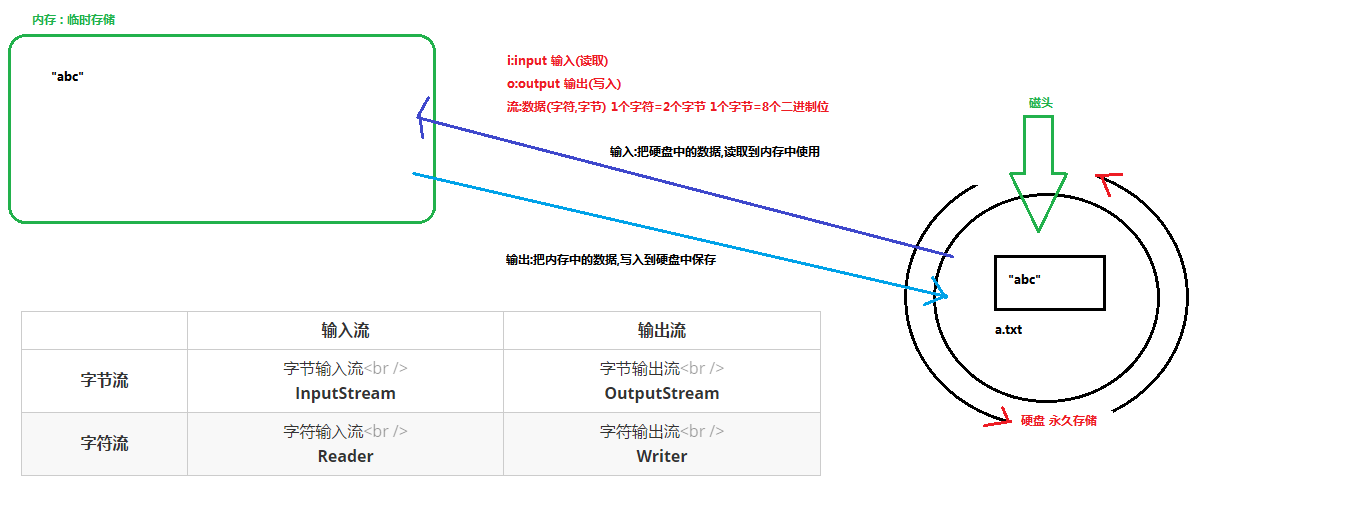 内存：临时存储
"abc"
i:input 输入(读取)
o:output 输出(写入)
流:数据(字符,字节) 1个字符=2个字节 1个字节=8个二进制位
磁头
输入:把硬盘中的数据,读取到内存中使用
输出:把内存中的数据,写入到硬盘中保存
"abc"
a.txt
硬盘 永久存储
输入流 输出流
字节流 字节输入流<br /> InputStream 字节输出流<br /> OutputStream
字符流 字符输入流<br /> Reader 字符输出流<br /> Writer